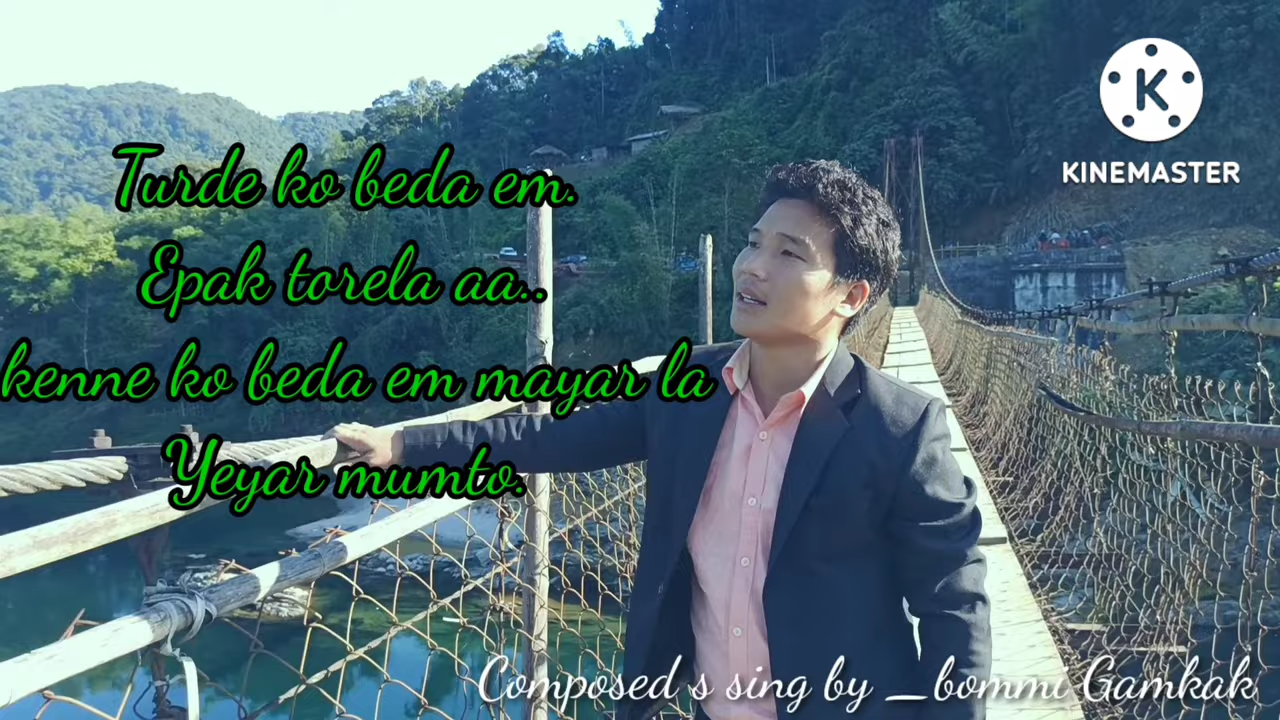 Turde ko beda em.
Epak torela aa..
kenne ko beda em mayar la
Yeyar mumto.
K
KINEMASTER
Composed s sing by _bommi Gamkak